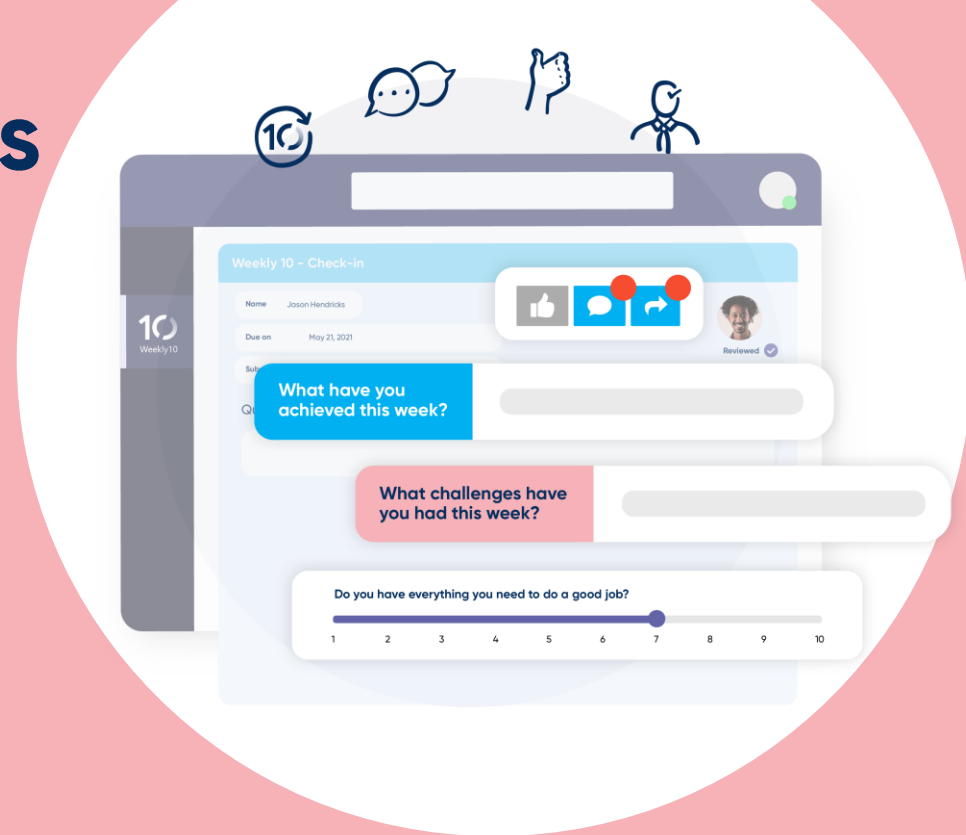 s
10
Weekly 10 - Check-in
Name Jason Hendricks
Due on May 21, 2021
Reviewed
10
Weekly10
What have you
achieved this week?
What challenges have
you had this week?
Do you have everything you need to do a good job?
1 2 3 4 5 6 7 8 9 10